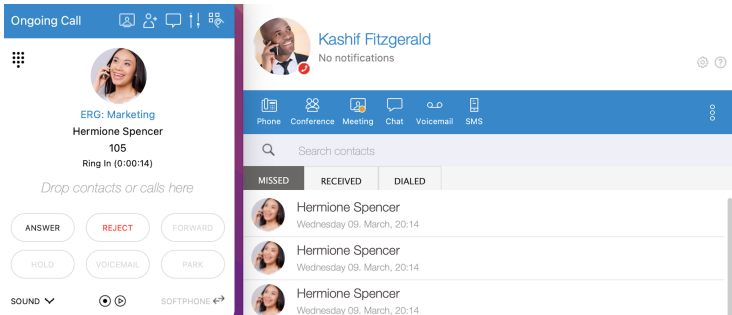 Ongoing Call
ERG: Marketing
Hermione Spencer
105
Ring In (0:00:14)
Drop contacts or calls here
ANSWER REJECT FORWARD
HOLD VOICEMAIL PARK
SOUND SOFTPHONE
Kashif Fitzgerald
No notifications
Phone Conference Meeting Chat Voicemail SMS
Search contacts
MISSED RECEIVED DIALED
Hermione Spencer
Wednesday 09. March, 20:14
Hermione Spencer
Wednesday 09. March, 20:14
Hermione Spencer
Wednesday 09. March, 20:14